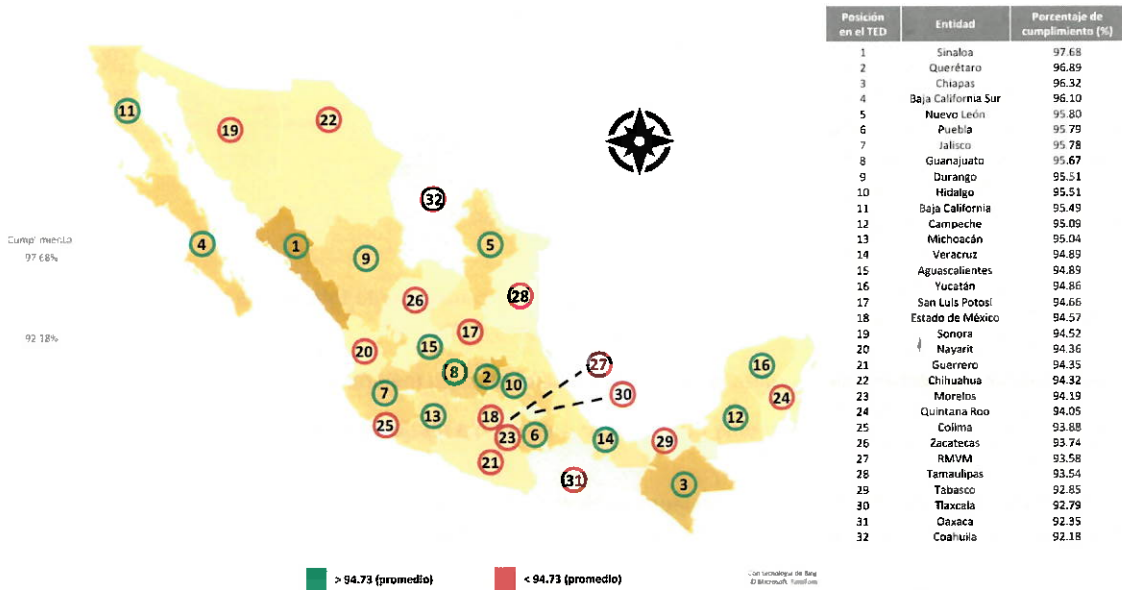 Posición en el TED Entidad Porcentaje de cumplimiento (%)
1 Sinaloa 97.68
2 Querétaro 96.89
3 Chiapas 96.32
4 Baja California Sur 96.10
5 Nuevo León 95.80
6 Puebla 95.79
7 Jalisco 95.78
8 Guanajuato 95.67
9 Durango 95.51
10 Hidalgo 95.51
11 Baja California 95.49
12 Campeche 95.09
13 Michoacán 95.04
14 Veracruz 94.89
15 Aguascalientes 94.89
16 Yucatán 94.86
17 San Luis Potosí 94.66
18 Estado de México 94.57
19 Sonora 94.52
20 Nayarit 94.36
21 Guerrero 94.35
22 Chihuahua 94.32
23 Morelos 94.19
24 Quintana Roo 94.05
25 Colima 93.88
26 Zacatecas 93.74
27 RMVM 93.58
28 Tamaulipas 93.54
29 Tabasco 92.85
30 Tlaxcala 92.79
31 Oaxaca 92.35
32 Coahuila 92.18
11
19
22
32
4
1
9
5
Cumplimiento
97.68%
26
28
92.18%
17
20
15
8
2
10
27
16
7
30
24
25
13
18
12
23
6
14
29
21
31
3
> 94.73 (promedio)
< 94.73 (promedio)
Con tecnología de Bing
© Microsoft, TomTom